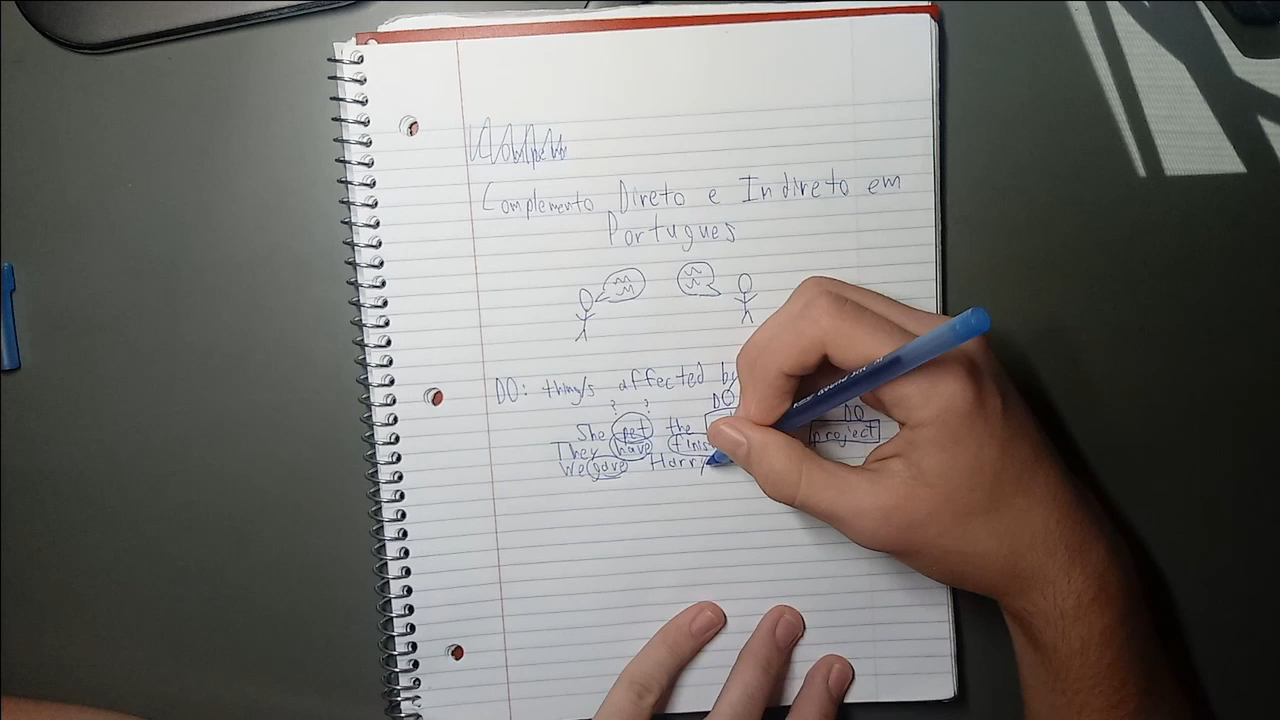 Complemento Direto e Indireto em
Portugues
DO: thing/s affected by
? ?
DO DO
She pet the
They have finis project
We gave Harry